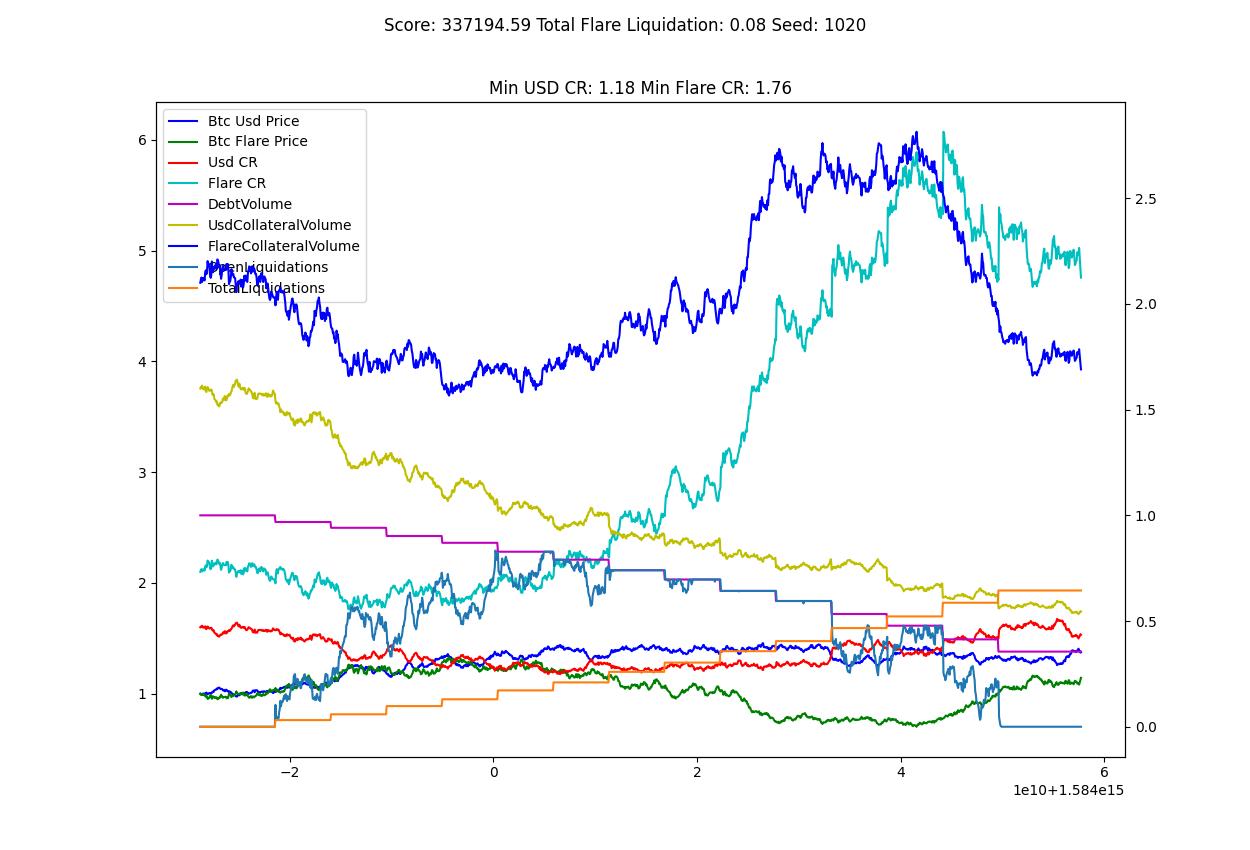 Score: 337194.59 Total Flare Liquidation: 0.08 Seed: 1020
Min USD CR: 1.18 Min Flare CR: 1.76
Btc Usd Price
Btc Flare Price
Usd CR
Flare CR
DebtVolume
UsdCollateralVolume
FlareCollateralVolume
OpenLiquidations
TotalLiquidations
6
5
4
3
2
1
2.5
2.0
1.5
1.0
0.5
0.0
−2
0
2
4
6
1e10+1.584e15